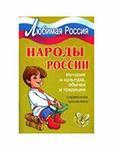 Любимая Россия
НАРОДЫ
РОССИИ
История и культура,
обычаи
и традиции